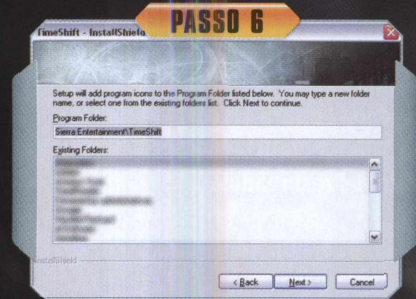 PASSO 6
TimeShift - InstallShield
Setup will add program icons to the Program Folder listed below. You may type a new folder
name, or select one from the existing folders list. Click Next to continue.
Program Folder:
Sierra Entertainment\TimeShift
Existing Folders:
InstallShield
< Back
Next >
Cancel